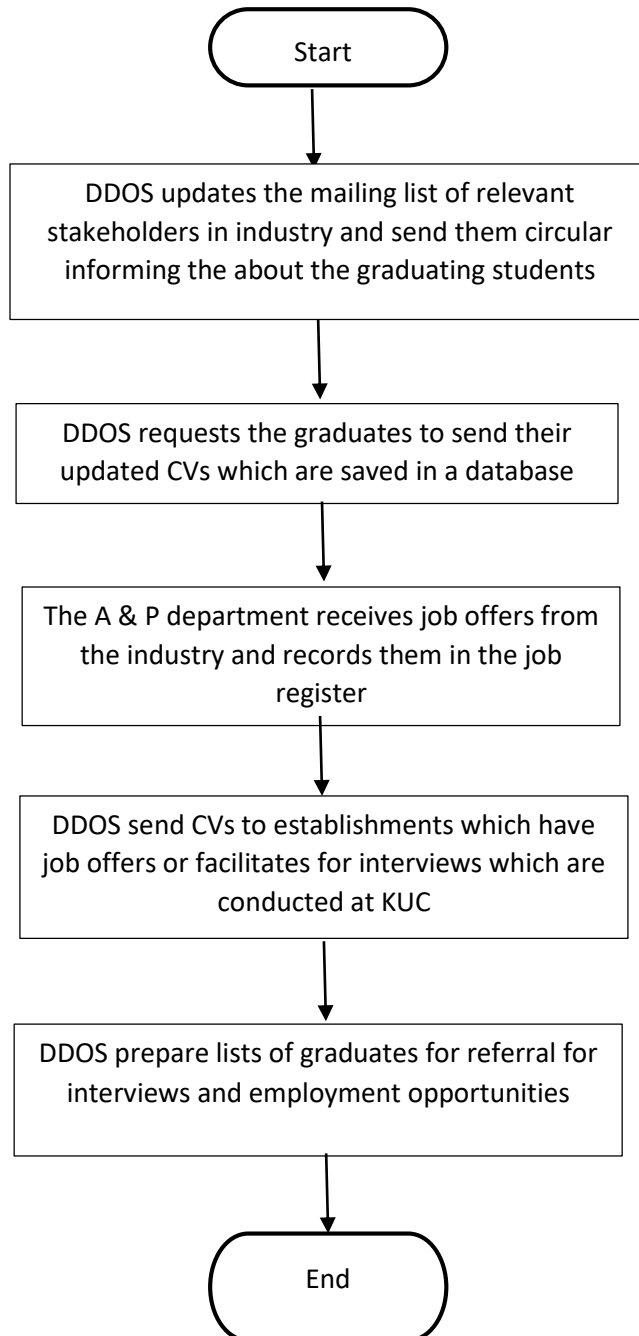 Start
DDOS updates the mailing list of relevant
stakeholders in industry and send them circular
informing the about the graduating students
DDOS requests the graduates to send their
updated CVs which are saved in a database
The A & P department receives job offers from
the industry and records them in the job
register
DDOS send CVs to establishments which have
job offers or facilitates for interviews which are
conducted at KUC
DDOS prepare lists of graduates for referral for
interviews and employment opportunities
End